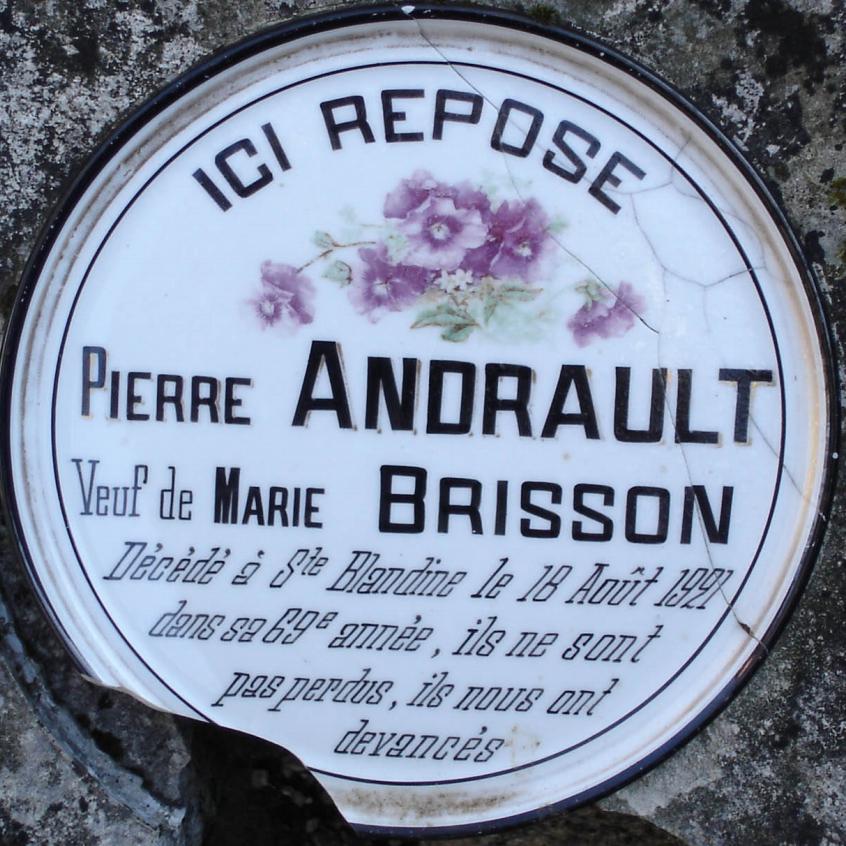 ICI REPOSE
PIERRE ANDRAULT
Veuf de MARIE BRISSON
Décédé à Ste Blandine le 18 Août 1921
dans sa 69e année, ils ne sont
pas perdus, ils nous ont
devancés